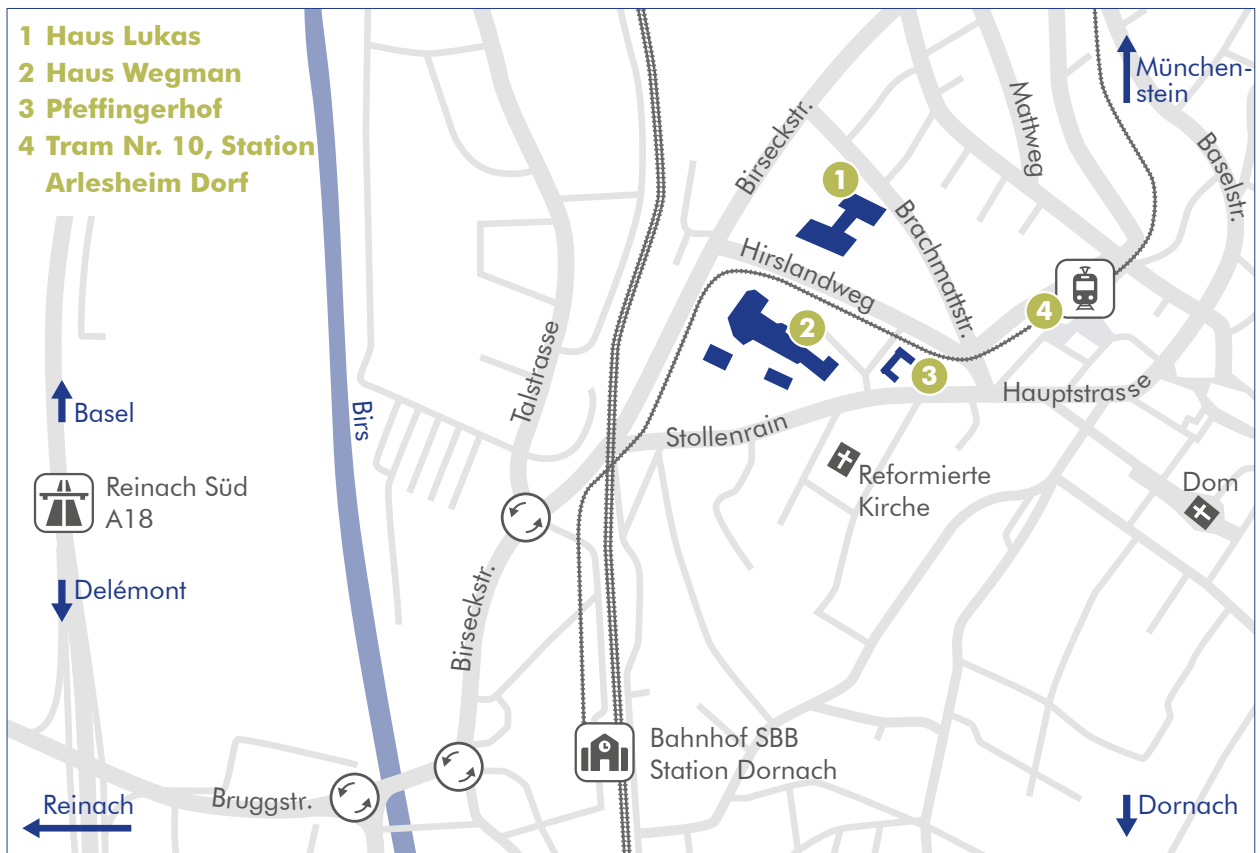 1 Haus Lukas
2 Haus Wegman
3 Pfeffingerhof
4 Tram Nr. 10, Station
Arlesheim Dorf
München-
stein
Mattweg
Baselstr.
Birseckstr.
1
Brachmattstr.
Hirslandweg
4
2
3
Talstrasse
Hauptstrasse
Basel
Birs
Stollenrain
Reformierte
Kirche
Dom
Reinach Süd
A18
Delémont
Birseckstr.
Bahnhof SBB
Station Dornach
Bruggstr.
Reinach
Dornach